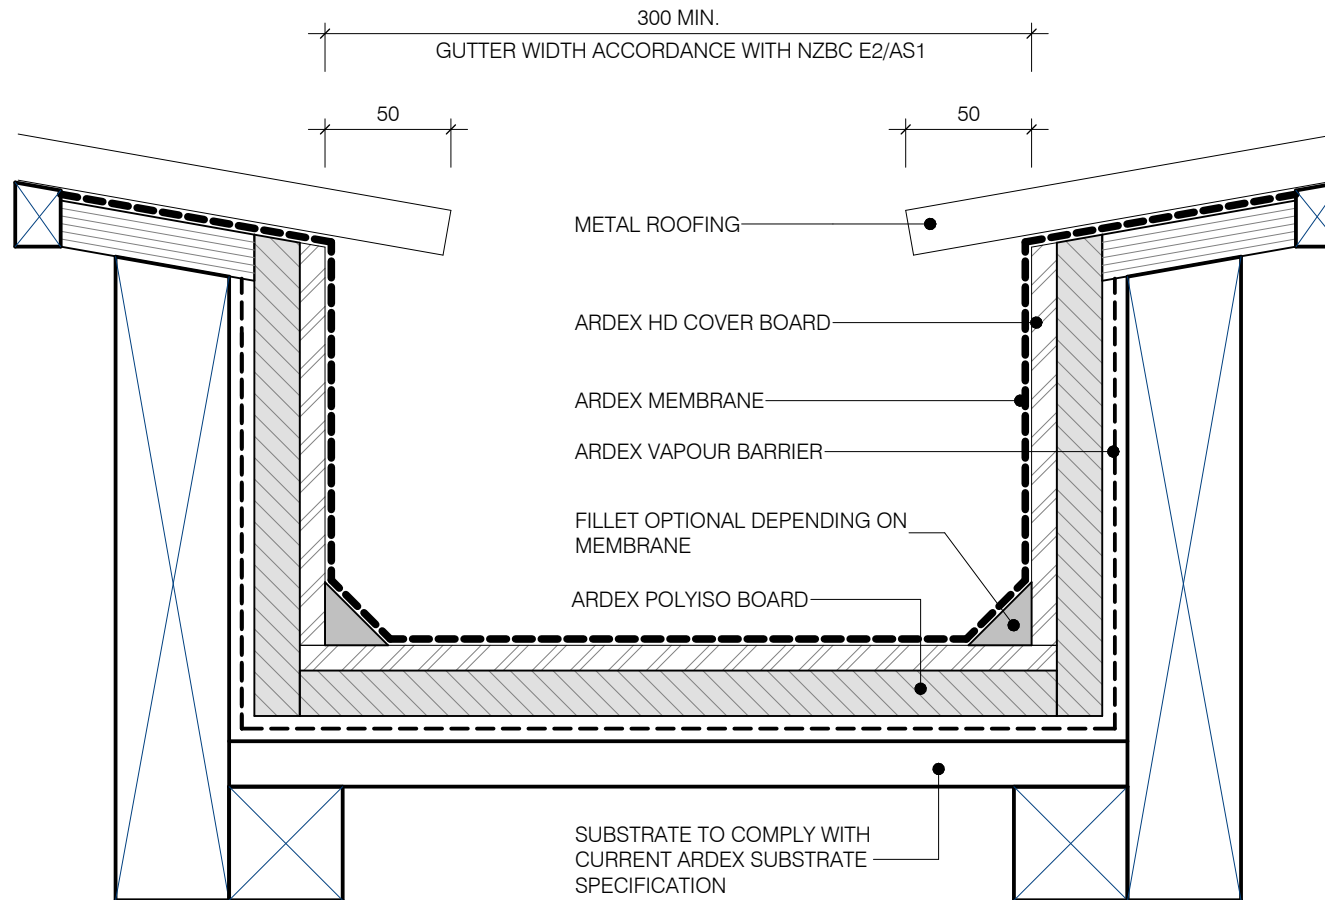 300 MIN.
GUTTER WIDTH ACCORDANCE WITH NZBC E2/AS1
50
50
METAL ROOFING
ARDEX HD COVER BOARD
ARDEX MEMBRANE
ARDEX VAPOUR BARRIER
FILLET OPTIONAL DEPENDING ON
MEMBRANE
ARDEX POLYISO BOARD
SUBSTRATE TO COMPLY WITH
CURRENT ARDEX SUBSTRATE
SPECIFICATION